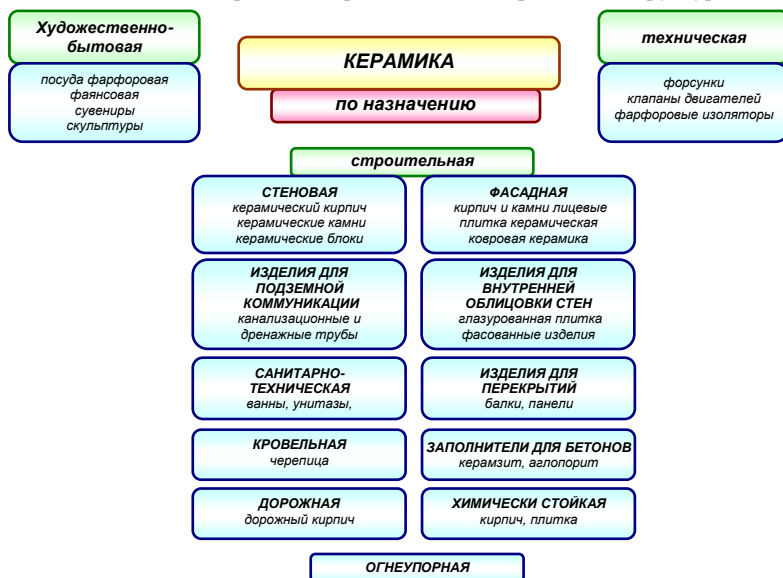 Художественно-
бытовая
посуда фарфоровая
фаянсовая
сувениры
скульптуры
КЕРАМИКА
по назначению
техническая
форсунки
клапаны двигателей
фарфоровые изоляторы
строительная
СТЕНОВАЯ
керамический кирпич
керамические камни
керамические блоки
ФАСАДНАЯ
кирпич и камни лицевые
плитка керамическая
ковровая керамика
ИЗДЕЛИЯ ДЛЯ
ПОДЗЕМНОЙ
КОММУНИКАЦИИ
канализационные и
дренажные трубы
ИЗДЕЛИЯ ДЛЯ
ВНУТРЕННЕЙ
ОБЛИЦОВКИ СТЕН
глазурованная плитка
фасованные изделия
САНИТАРНО-
ТЕХНИЧЕСКАЯ
ванны, унитазы,
ИЗДЕЛИЯ ДЛЯ
ПЕРЕКРЫТИЙ
балки, панели
КРОВЕЛЬНАЯ
черепица
ЗАПОЛНИТЕЛИ ДЛЯ БЕТОНОВ
керамзит, аглопорит
ДОРОЖНАЯ
дорожный кирпич
ХИМИЧЕСКИ СТОЙКАЯ
кирпич, плитка
ОГНЕУПОРНАЯ